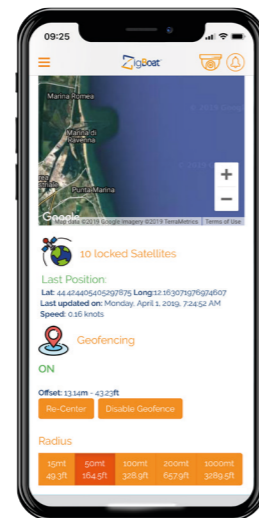 09:25
ZigBoat
Marina Romea
Marina di
Ravenna
Punta Marina
Google
Map data ©2019 Google Imagery ©2019 TerraMetrics
Terms of Use
+
−
10 locked Satellites
Last Position:
Lat: 44.424405405297875 Long:12.163071976974607
Last updated on: Monday, April 1, 2019, 7:24:52 AM
Speed: 0.16 knots
Geofencing
ON
Offset: 13.14m - 43.23ft
Re-Center Disable Geofence
Radius
15mt 50mt 100mt 200mt 1000mt
49.3ft 164.5ft 328.9ft 657.9ft 3289.5ft